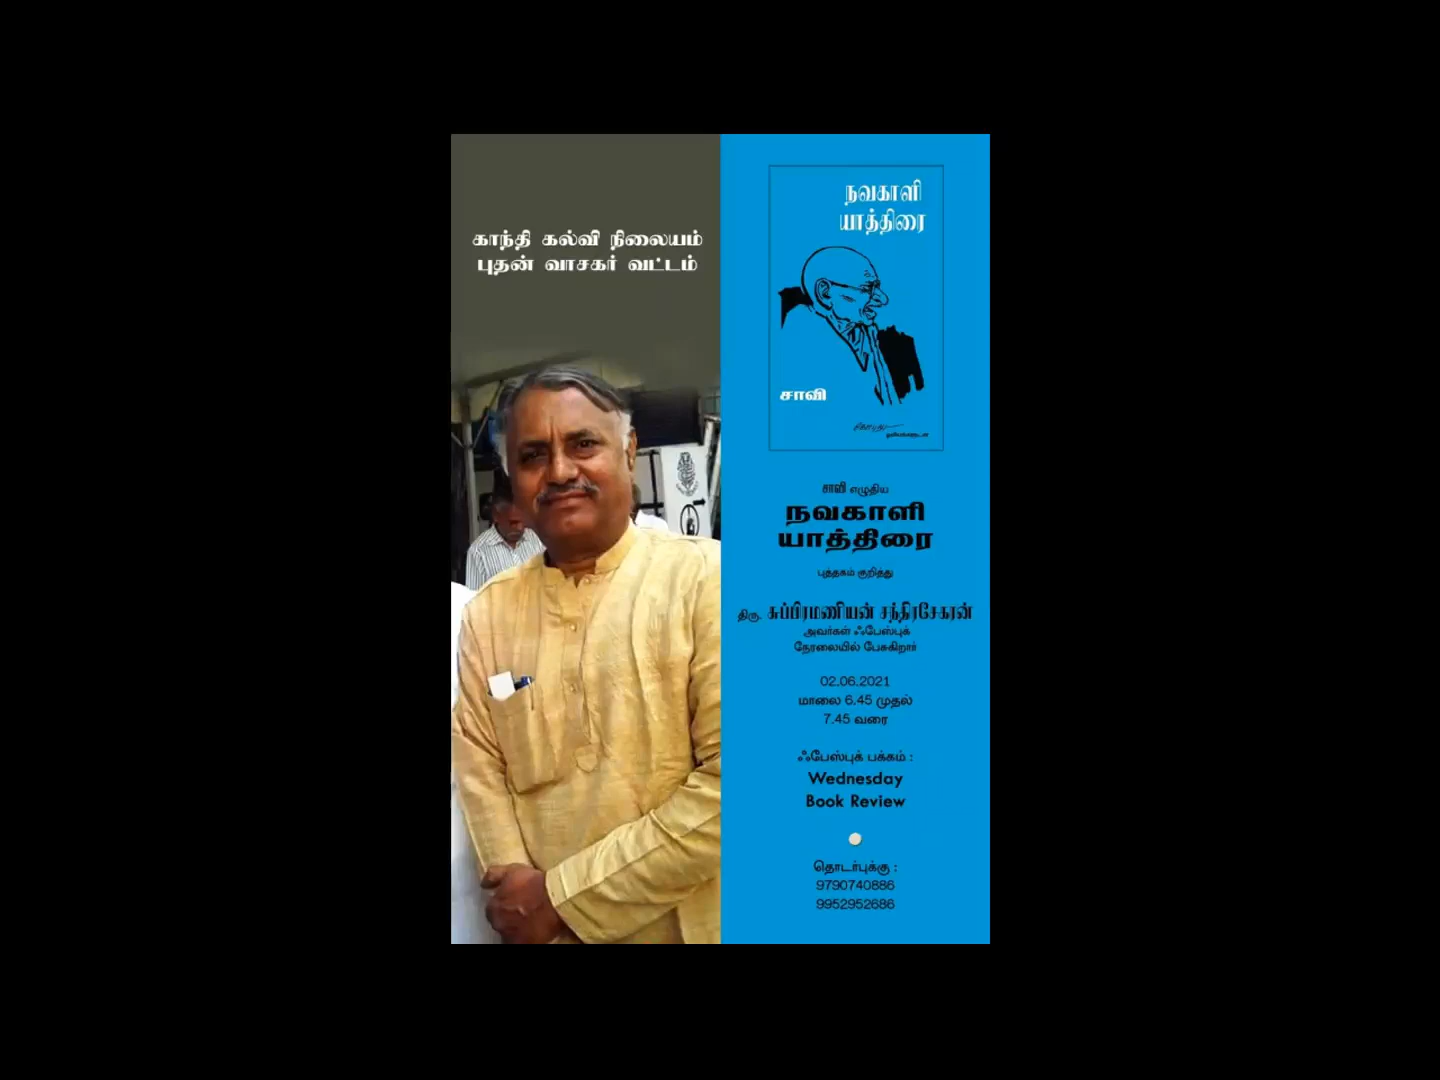 காந்தி கல்வி நிலையம்
புதன் வாசகர் வட்டம்
நவகாளி
யாத்திரை
சாவி
சாவி எழுதிய
நவகாளி
யாத்திரை
புத்தகம் குறித்து
திரு. சுப்பிரமணியன் சந்திரசேகரன்
அவர்கள் ஃபேஸ்புக்
நேரலையில் பேசுகிறார்
02.06.2021
மாலை 6.45 முதல்
7.45 வரை
ஃபேஸ்புக் பக்கம் :
Wednesday
Book Review
தொடர்புக்கு :
9790740886
9952952686